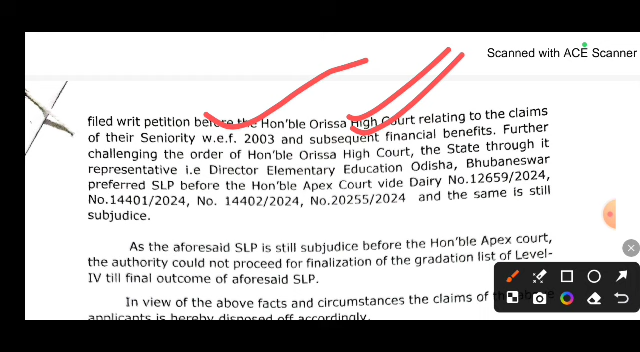 Scanned with ACE Scanner
filed writ petition before the Hon'ble Orissa High Court relating to the claims
of their Seniority w.e.f. 2003 and subsequent financial benefits. Further
challenging the order of Hon'ble Orissa High Court, the State through it
representative i.e Director Elementary Education Odisha, Bhubaneswar
preferred SLP before the Hon'ble Apex Court vide Dairy No.12659/2024,
No.14401/2024, No. 14402/2024, No.20255/2024 and the same is still
subjudice.
As the aforesaid SLP is still subjudice before the Hon'ble Apex court,
the authority could not proceed for finalization of the gradation list of Level-
IV till final outcome of aforesaid SLP.
In view of the above facts and circumstances the claims of the above
applicants is hereby disposed off accordingly.